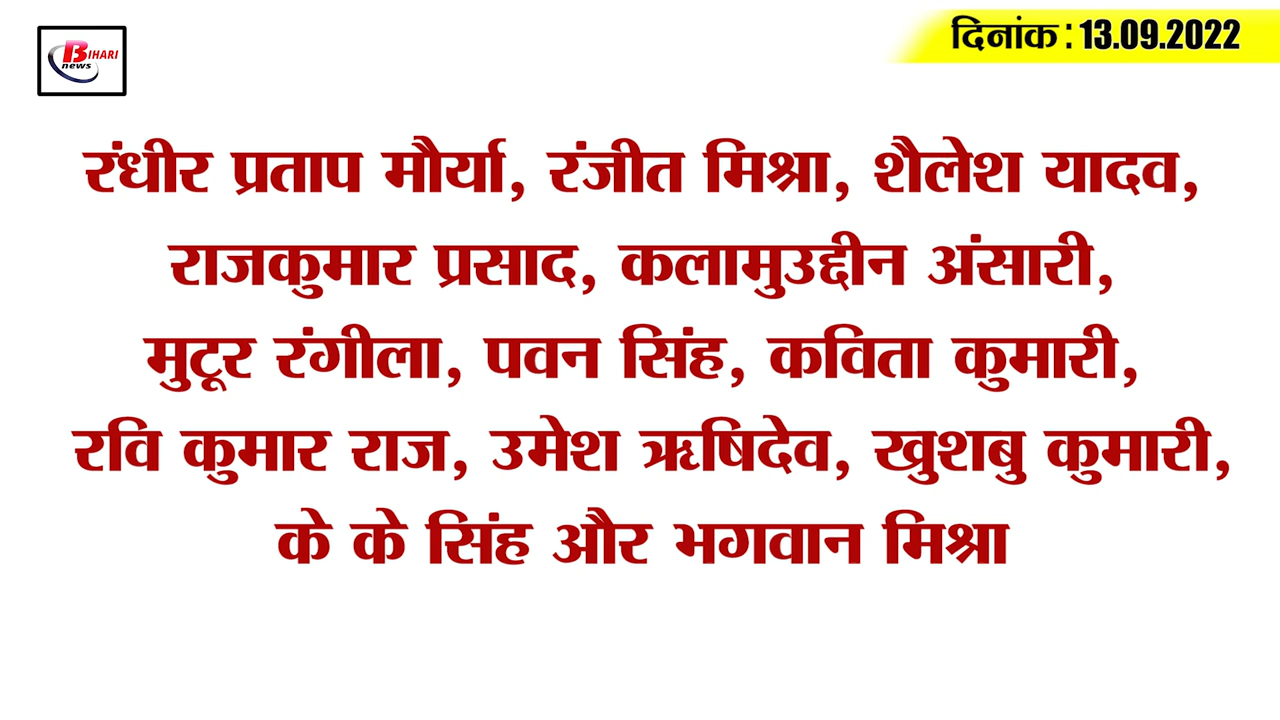 BIHARI
news
दिनांक : 13.09.2022
रंधीर प्रताप मौर्या, रंजीत मिश्रा, शैलेश यादव,
राजकुमार प्रसाद, कलामुउद्दीन अंसारी,
मुटूर रंगीला, पवन सिंह, कविता कुमारी,
रवि कुमार राज, उमेश ऋषिदेव, खुशबु कुमारी,
के के सिंह और भगवान मिश्रा